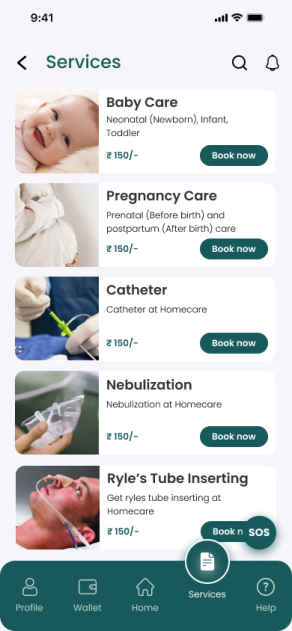 9:41
Services
Baby Care
Neonatal (Newborn), Infant,
Toddler
₹ 150/-
Book now
Pregnancy Care
Prenatal (Before birth) and
postpartum (After birth) care
₹ 150/-
Book now
Catheter
Catheter at Homecare
₹ 150/-
Book now
Nebulization
Nebulization at Homecare
₹ 150/-
Book now
Ryle's Tube Inserting
Get ryles tube inserting at
Homecare
₹ 150/-
Book n
SOS
Profile
Wallet
Home
Services
Help